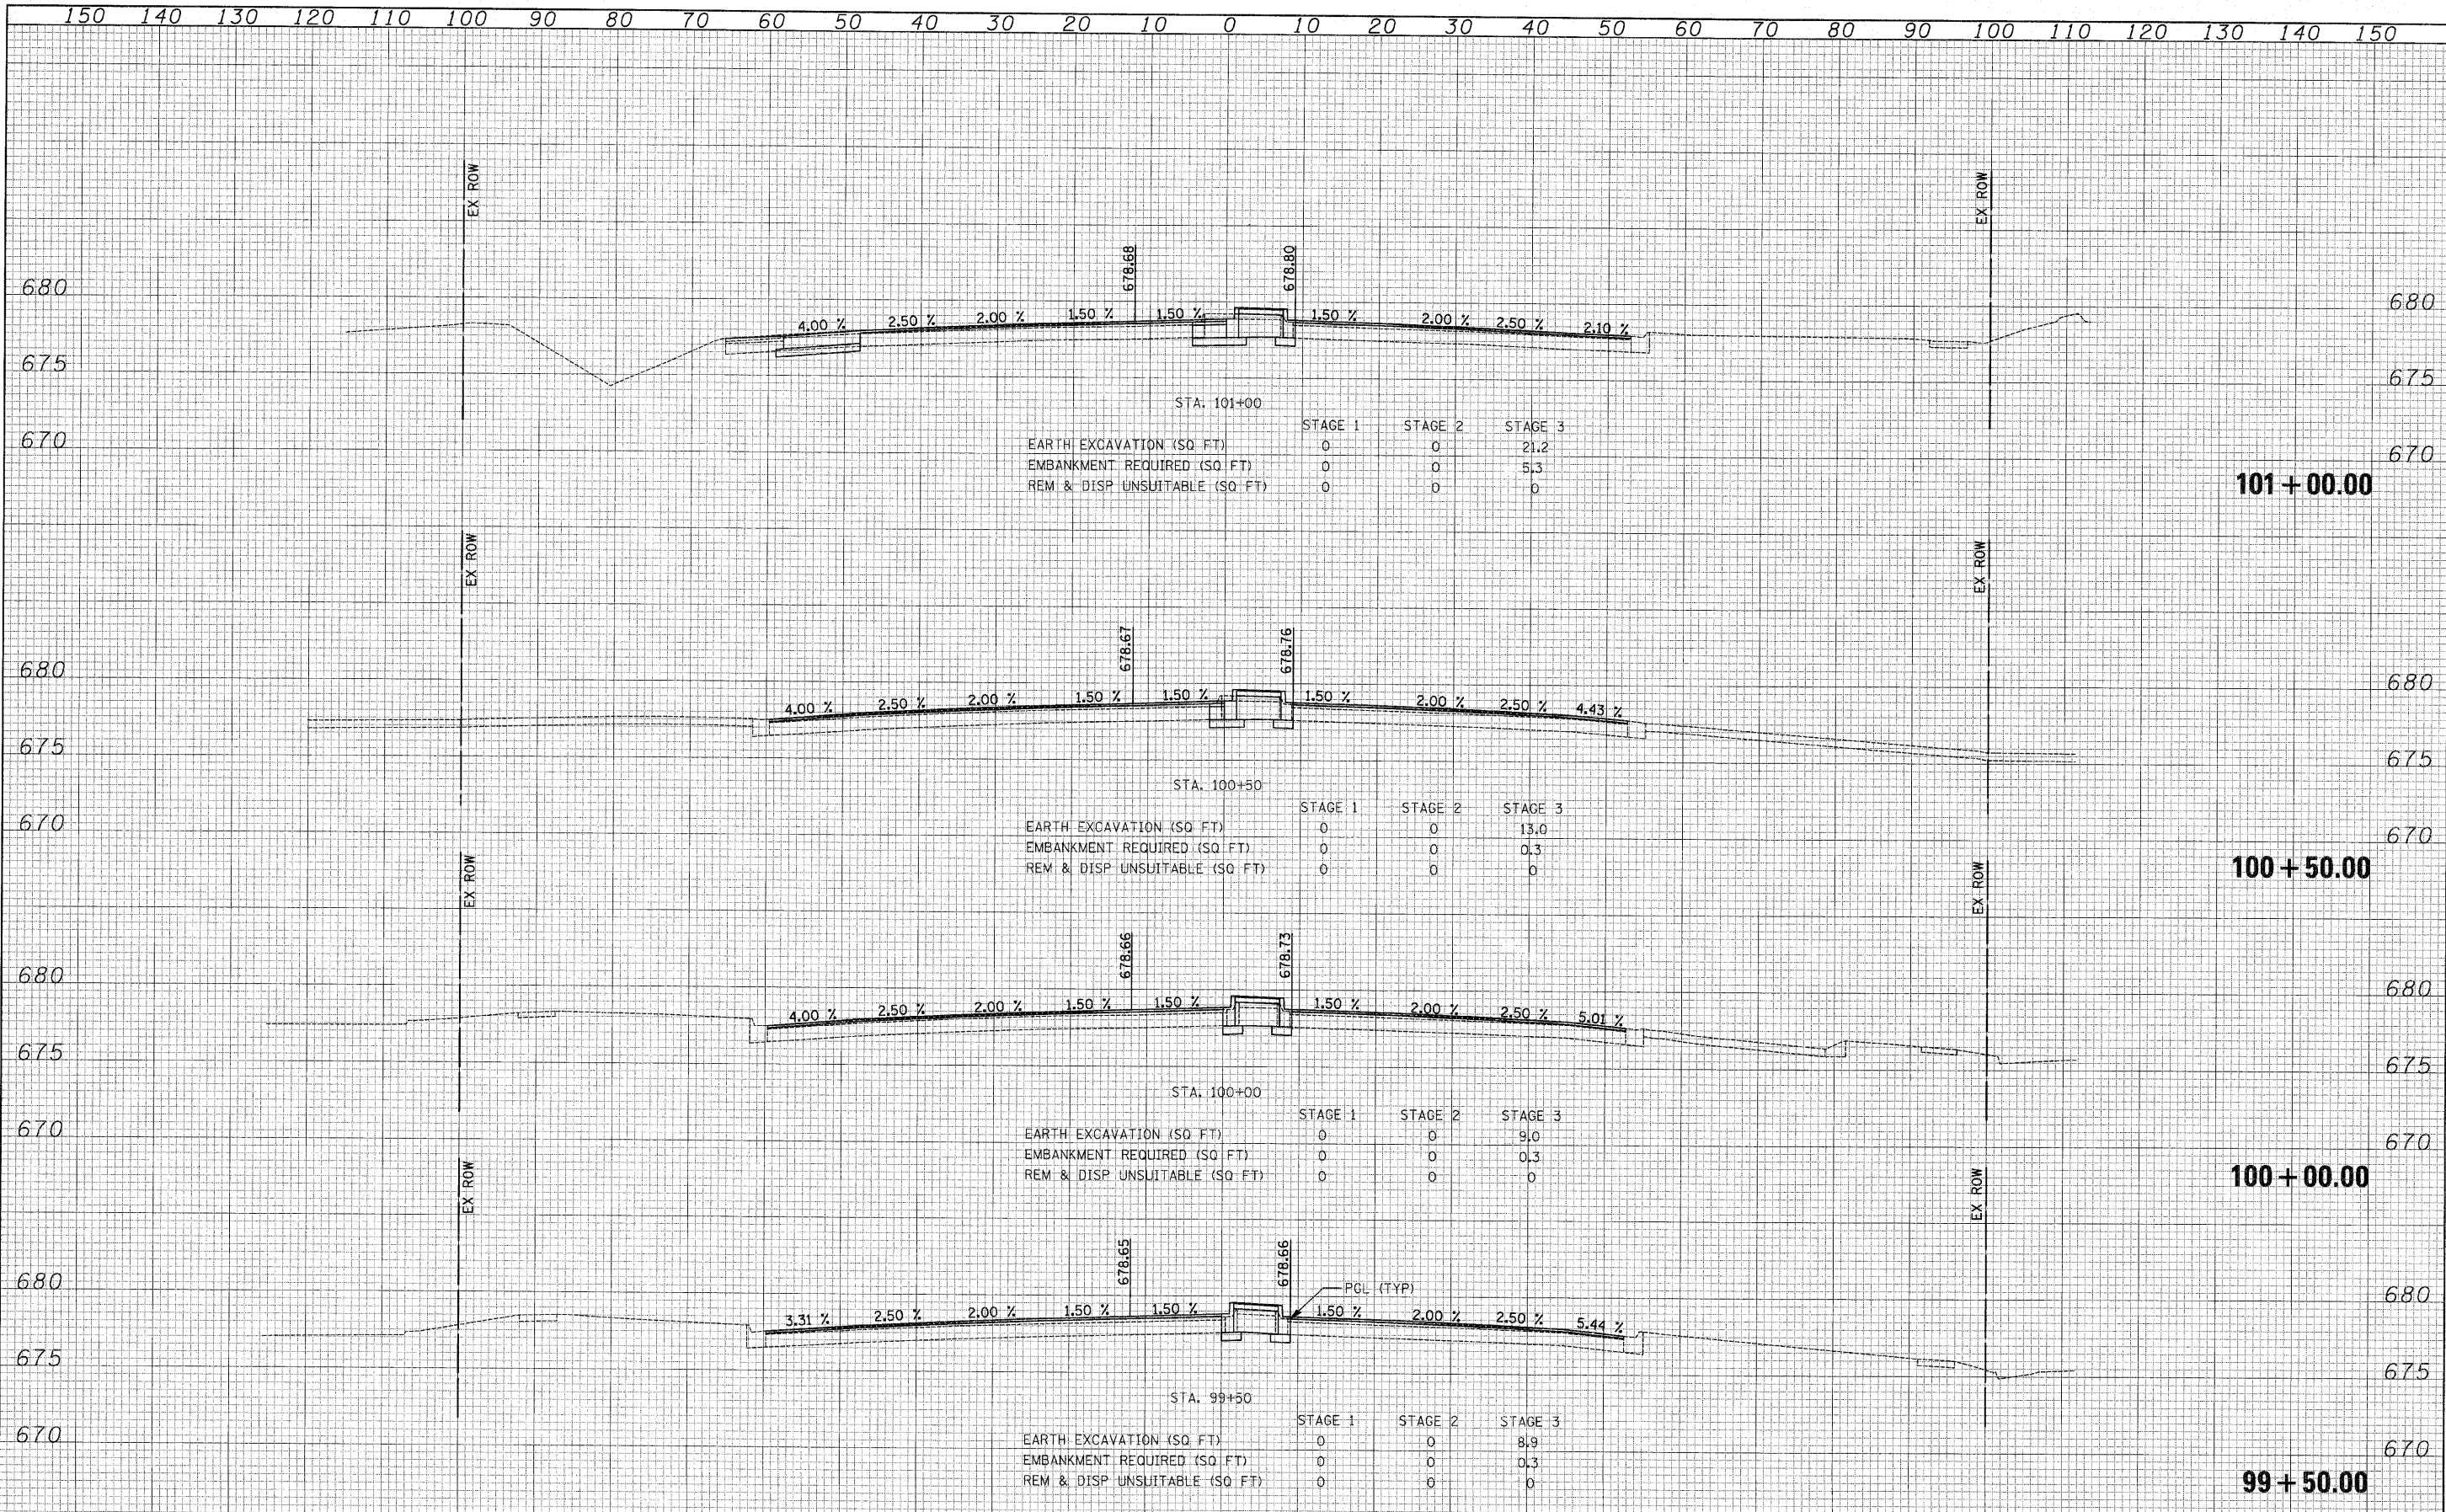 150 140 130 120 110 100 90 80 70 60 50 40 30 20 10 0 10 20 30 40 50 60 70 80 90 100 110 120 130 140 150
EX ROW
EX ROW
678.68
678.80
680
4.00 % 2.50 % 2.00 % 1.50 % 1.50 % 1.50 % 2.00 % 2.50 % 2.10 %
680
675
675
STA. 101+00
STAGE 1 STAGE 2 STAGE 3
670
EARTH EXCAVATION (SQ FT) 0 0 21.2
670
EMBANKMENT REQUIRED (SQ FT) 0 0 5.3
REM & DISP UNSUITABLE (SQ FT) 0 0 0
101+00.00
EX ROW
EX ROW
678.67
678.76
680
4.00 % 2.50 % 2.00 % 1.50 % 1.50 % 1.50 % 2.00 % 2.50 % 4.43 %
680
675
675
STA. 100+50
STAGE 1 STAGE 2 STAGE 3
670
EARTH EXCAVATION (SQ FT) 0 0 13.0
670
EMBANKMENT REQUIRED (SQ FT) 0 0 0.3
REM & DISP UNSUITABLE (SQ FT) 0 0 0
100+50.00
EX ROW
EX ROW
678.66
678.73
680
4.00 % 2.50 % 2.00 % 1.50 % 1.50 % 1.50 % 2.00 % 2.50 % 5.01 %
680
675
675
STA. 100+00
STAGE 1 STAGE 2 STAGE 3
670
EARTH EXCAVATION (SQ FT) 0 0 9.0
670
EMBANKMENT REQUIRED (SQ FT) 0 0 0.3
REM & DISP UNSUITABLE (SQ FT) 0 0 0
100+00.00
EX ROW
EX ROW
678.65
678.66
PGL (TYP)
680
3.31 % 2.50 % 2.00 % 1.50 % 1.50 % 1.50 % 2.00 % 2.50 % 5.44 %
680
675
675
STA. 99+50
STAGE 1 STAGE 2 STAGE 3
670
EARTH EXCAVATION (SQ FT) 0 0 8.9
670
EMBANKMENT REQUIRED (SQ FT) 0 0 0.3
REM & DISP UNSUITABLE (SQ FT) 0 0 0
99+50.00